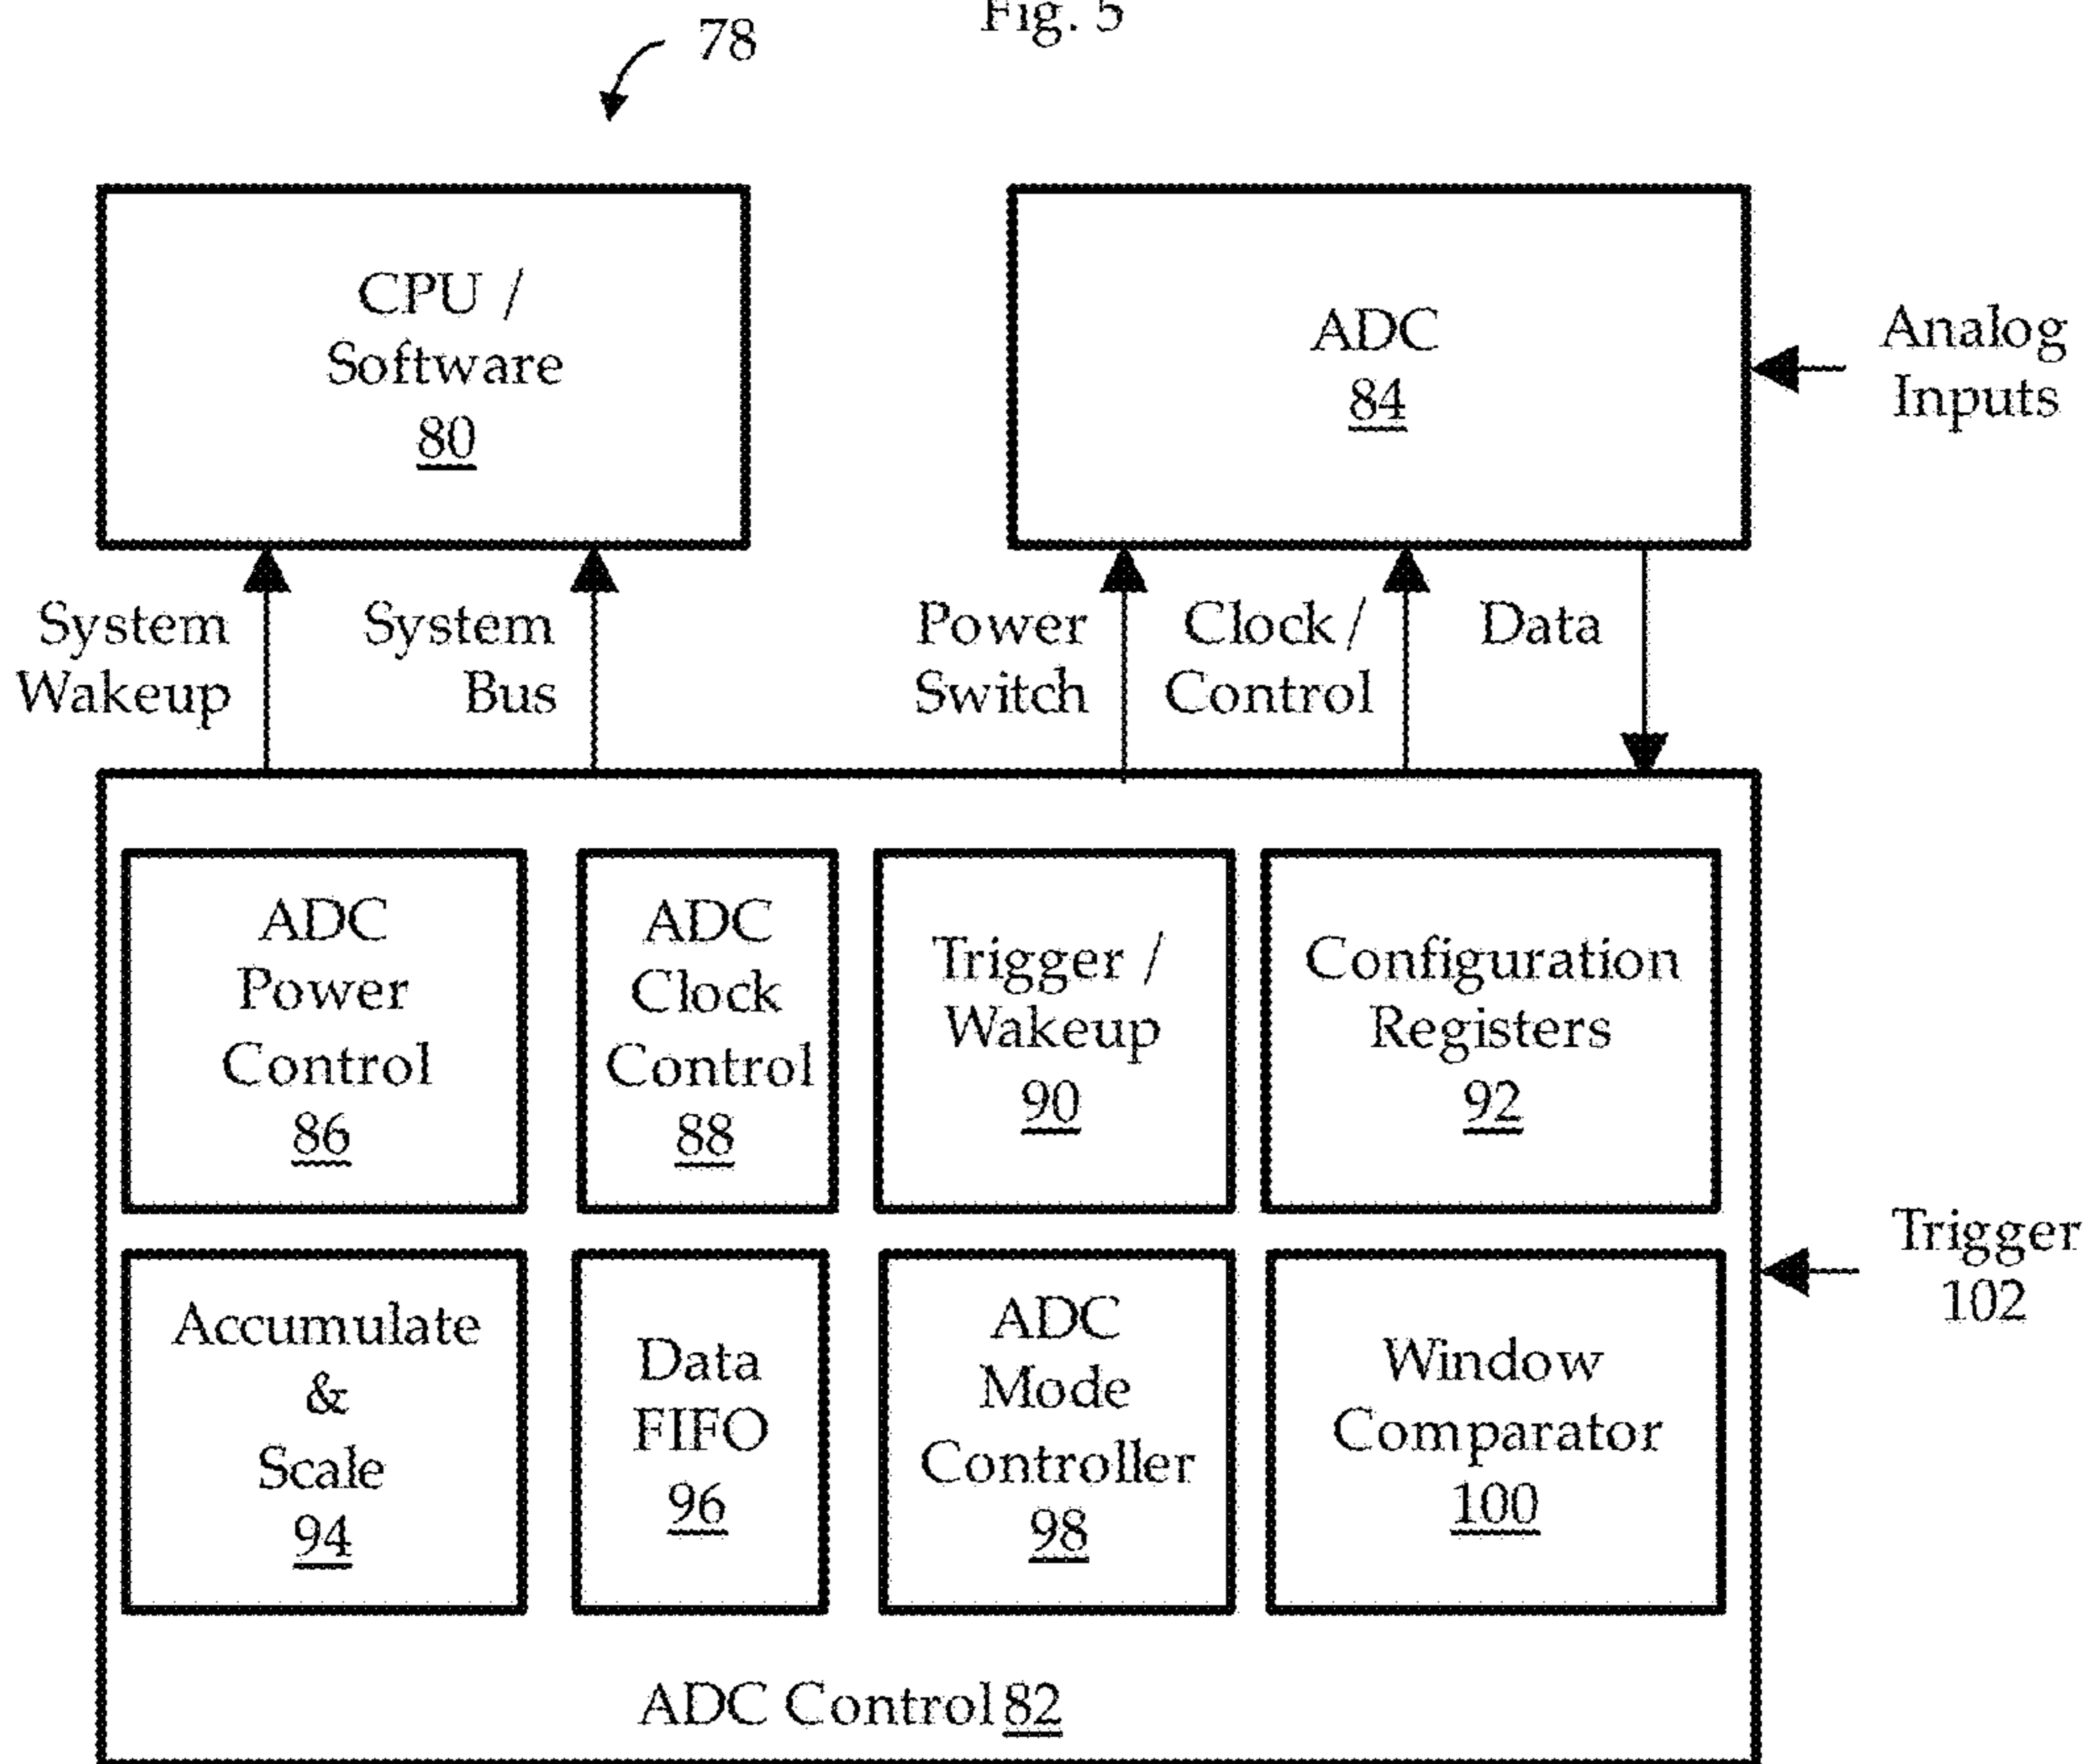 Fig. 5
78
CPU /
Software
80
ADC
84
Analog
Inputs
System
Wakeup
System
Bus
Power
Switch
Clock /
Control
Data
ADC
Power
Control
86
ADC
Clock
Control
88
Trigger /
Wakeup
90
Configuration
Registers
92
Accumulate
&
Scale
94
Data
FIFO
96
ADC
Mode
Controller
98
Window
Comparator
100
Trigger
102
ADC Control 82